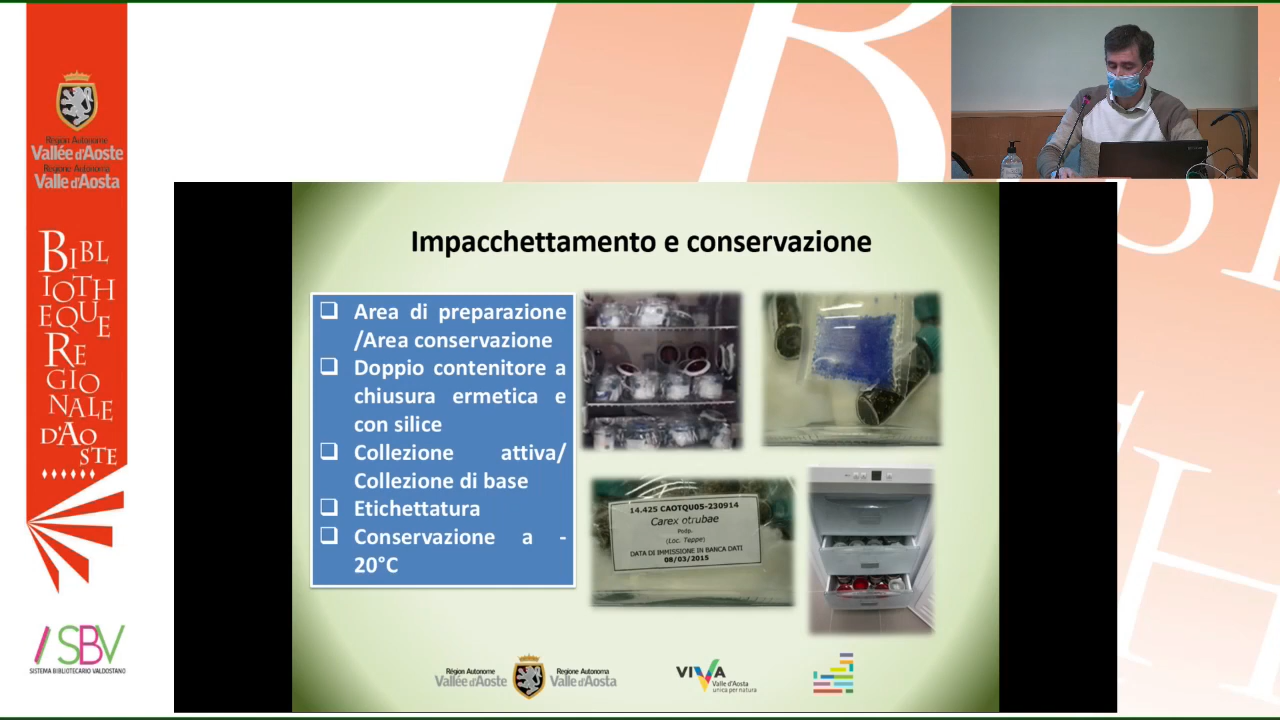 Région Autonome
Vallée d'Aoste
Regione Autonoma
Valle d'Aosta
BIBL
IOTH
EQUE
RE
GIO
NALE
D'AO
STE
/SBV
SISTEMA BIBLIOTECARIO VALDOSTANO
Impacchettamento e conservazione
Area di preparazione
/Area conservazione
Doppio contenitore a
chiusura ermetica e
con silice
Collezione attiva/
Collezione di base
Etichettatura
Conservazione a -
20°C
14.425 CAOTQU05-230914
Carex otrubae
Podp.
(Loc. Teppe)
DATA DI IMMISSIONE IN BANCA DATI
08/03/2015
Région Autonome
Vallée d'Aoste
Regione Autonoma
Valle d'Aosta
VIVA
Valle d'Aosta
unica per natura